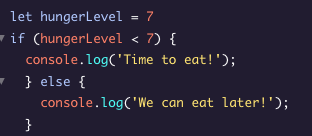 let hungerLevel = 7
if (hungerLevel < 7) {
  console.log('Time to eat!');
  } else {
    console.log('We can eat later!');
  }